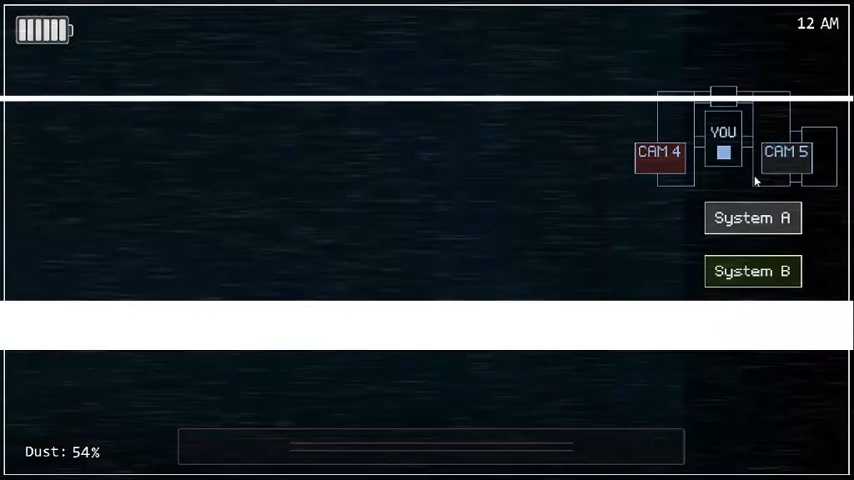 12 AM
YOU
CAM 4
CAM 5
System A
System B
Dust: 54%